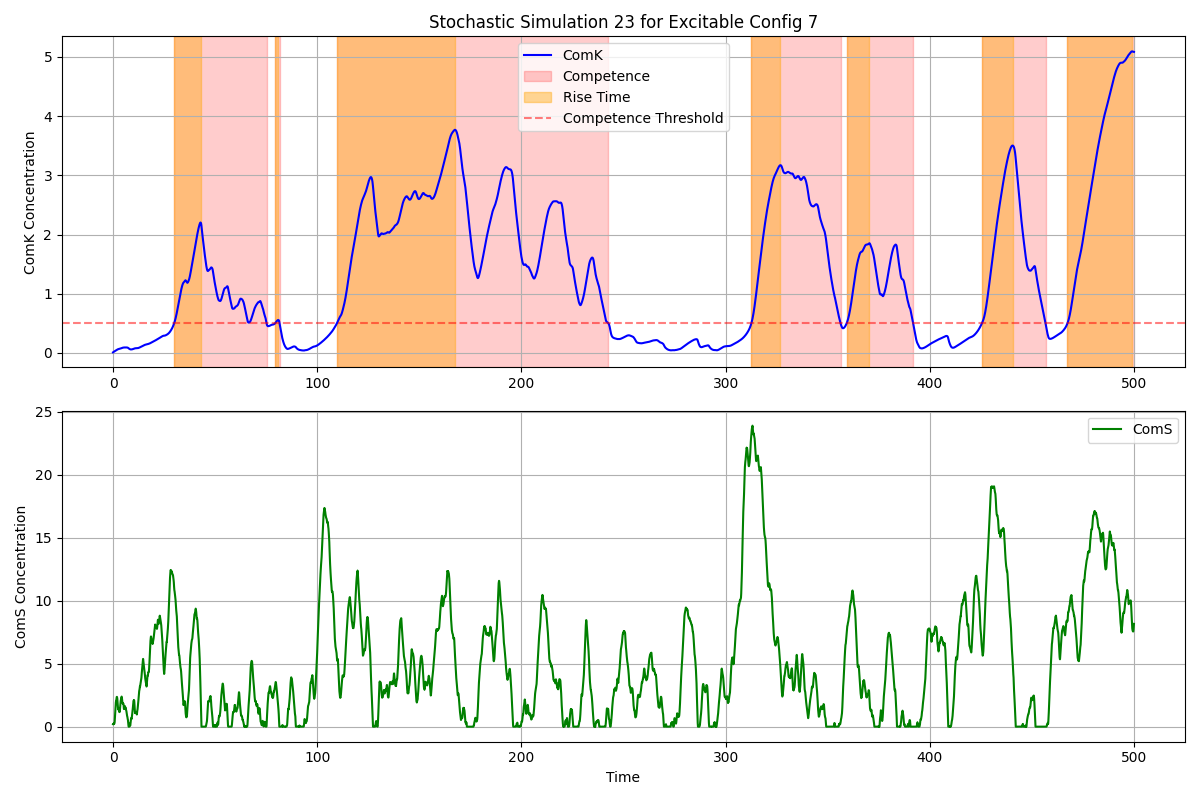 Stochastic Simulation 23 for Excitable Config 7
ComK Concentration
5
4
3
2
1
0
ComK
Competence
Rise Time
Competence Threshold
0 100 200 300 400 500
ComS Concentration
25
20
15
10
5
0
ComS
0 100 200 300 400 500
Time